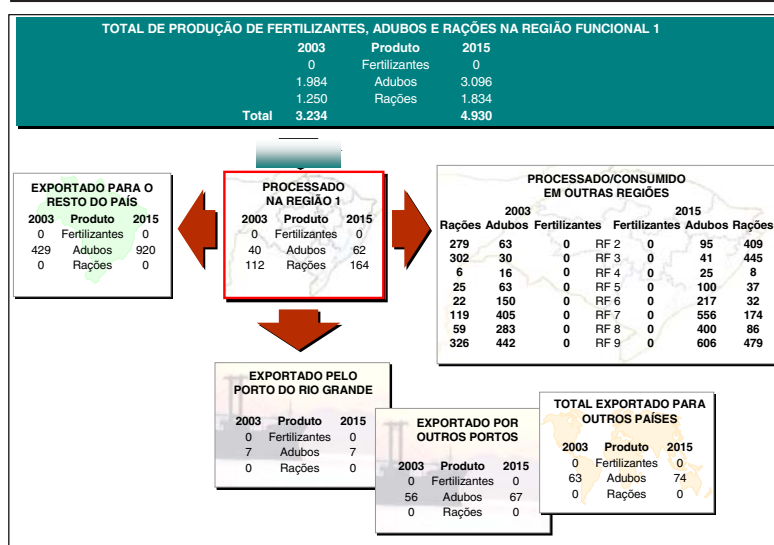 TOTAL DE PRODUÇÃO DE FERTILIZANTES, ADUBOS E RAÇÕES NA REGIÃO FUNCIONAL 1
2003 Produto 2015
0 Fertilizantes 0
1.984 Adubos 3.096
1.250 Rações 1.834
Total 3.234 4.930
EXPORTADO PARA O
RESTO DO PAÍS
2003 Produto 2015
0 Fertilizantes 0
429 Adubos 920
0 Rações 0
PROCESSADO
NA REGIÃO 1
2003 Produto 2015
0 Fertilizantes 0
40 Adubos 62
112 Rações 164
PROCESSADO/CONSUMIDO
EM OUTRAS REGIÕES
2003 2015
Rações Adubos Fertilizantes Fertilizantes Adubos Rações
279 63 0 RF 2 0 95 409
302 30 0 RF 3 0 41 445
6 16 0 RF 4 0 25 8
25 63 0 RF 5 0 100 37
22 150 0 RF 6 0 217 32
119 405 0 RF 7 0 556 174
59 283 0 RF 8 0 400 86
326 442 0 RF 9 0 606 479
EXPORTADO PELO
PORTO DO RIO GRANDE
2003 Produto 2015
0 Fertilizantes 0
7 Adubos 7
0 Rações 0
EXPORTADO POR
OUTROS PORTOS
2003 Produto 2015
0 Fertilizantes 0
56 Adubos 67
0 Rações 0
TOTAL EXPORTADO PARA
OUTROS PAÍSES
2003 Produto 2015
0 Fertilizantes 0
63 Adubos 74
0 Rações 0